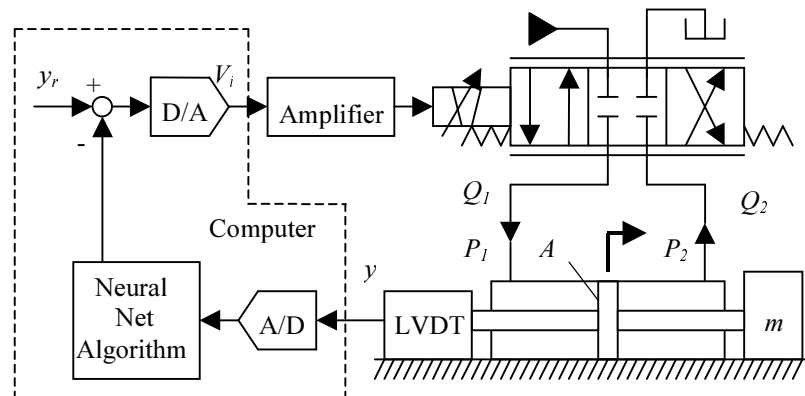 y_r
+
-
D/A
V_i
Amplifier
Computer
Q_1
Q_2
P_1
A
P_2
y
Neural
Net
Algorithm
A/D
LVDT
m